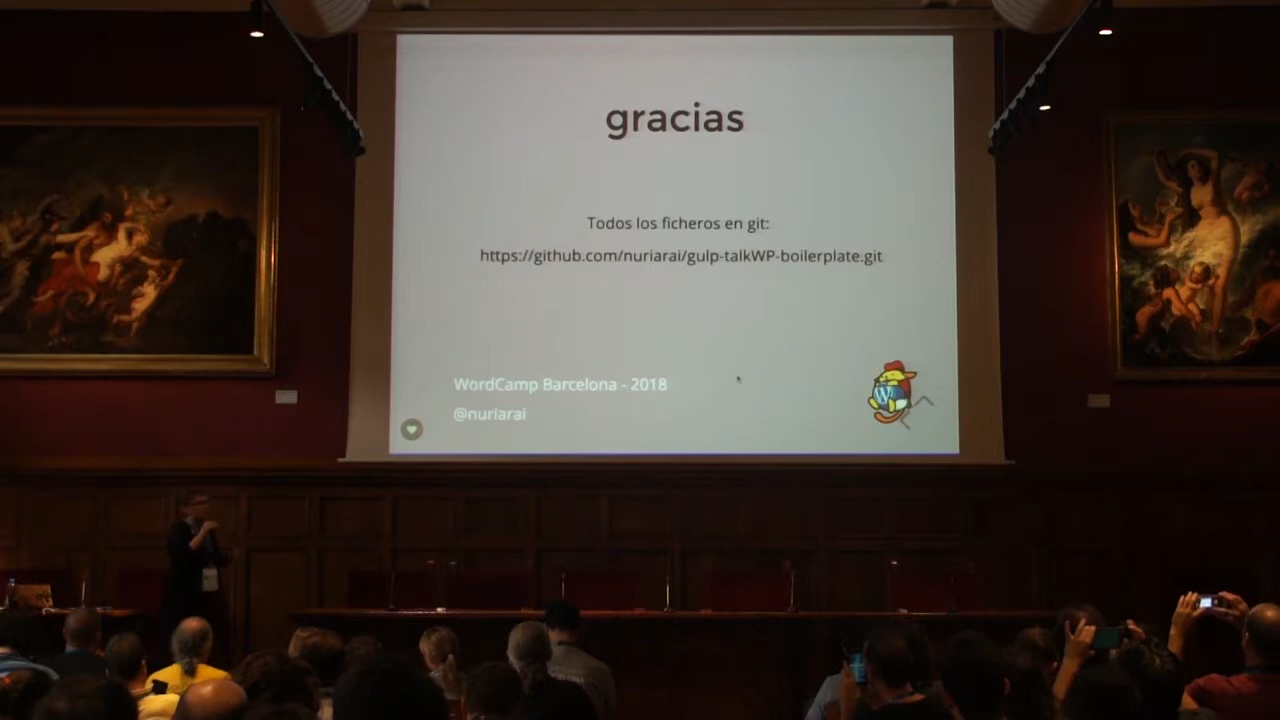 gracias
Todos los ficheros en git:
https://github.com/nuriarai/gulp-talkWP-boilerplate.git
WordCamp Barcelona - 2018
@nuriarai